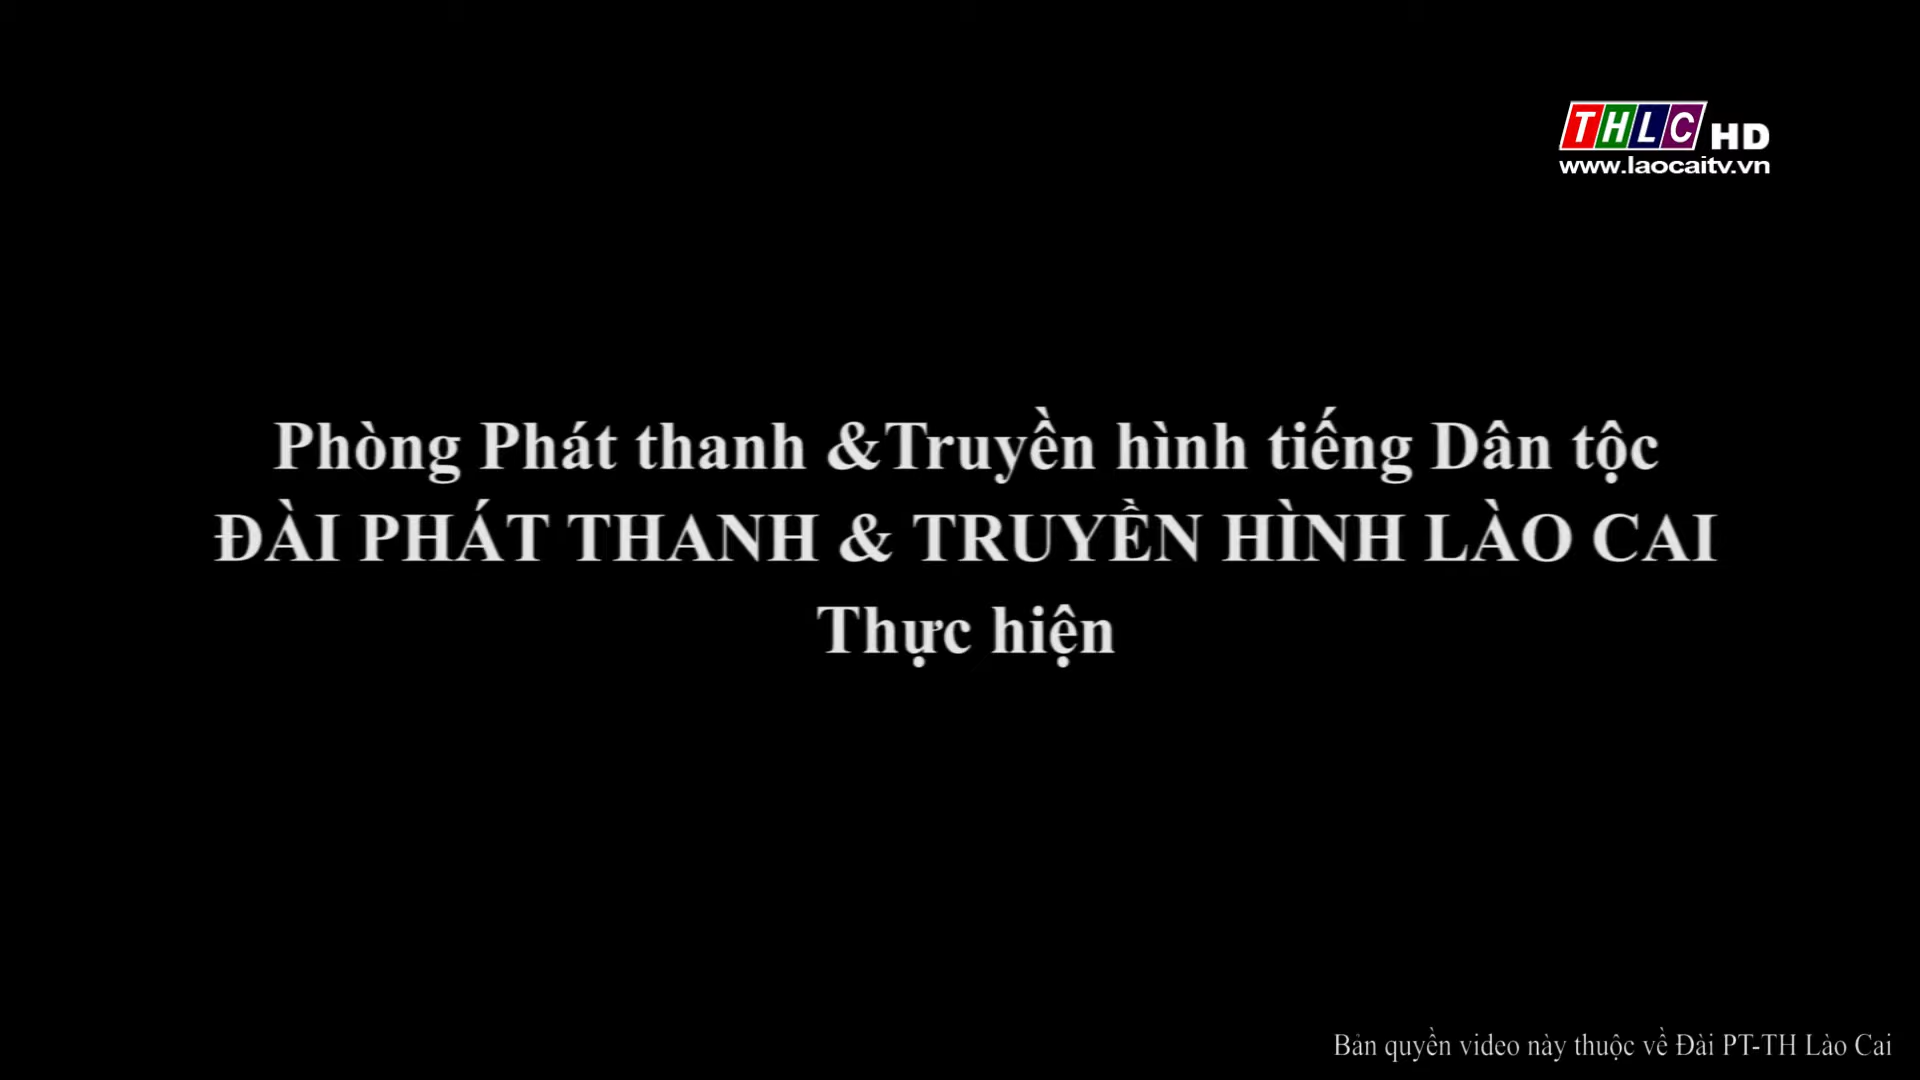 THLC HD
www.laocaitv.vn
Phòng Phát thanh &Truyền hình tiếng Dân tộc
ĐÀI PHÁT THANH & TRUYỀN HÌNH LÀO CAI
Thực hiện
Bản quyền video này thuộc về Đài PT-TH Lào Cai